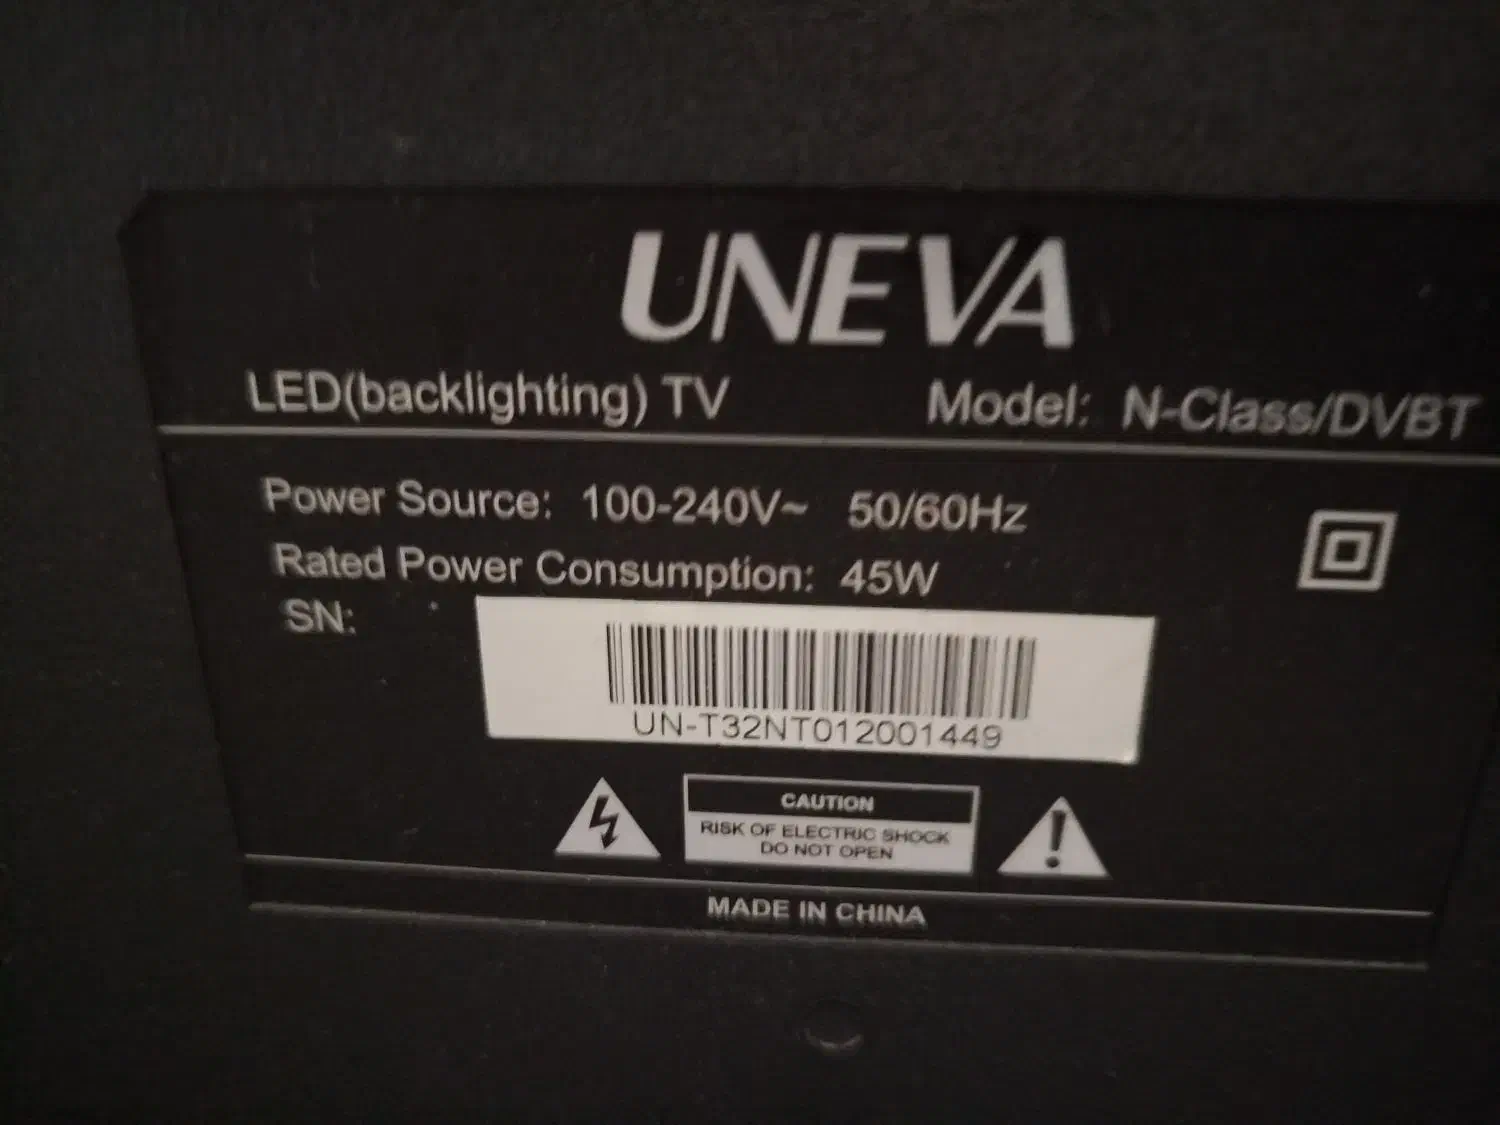 UNEVA
LED(backlighting) TV Model: N-Class/DVBT
Power Source: 100-240V~ 50/60Hz
Rated Power Consumption: 45W
SN:
UN-T32NT012001449
CAUTION
RISK OF ELECTRIC SHOCK
DO NOT OPEN
MADE IN CHINA